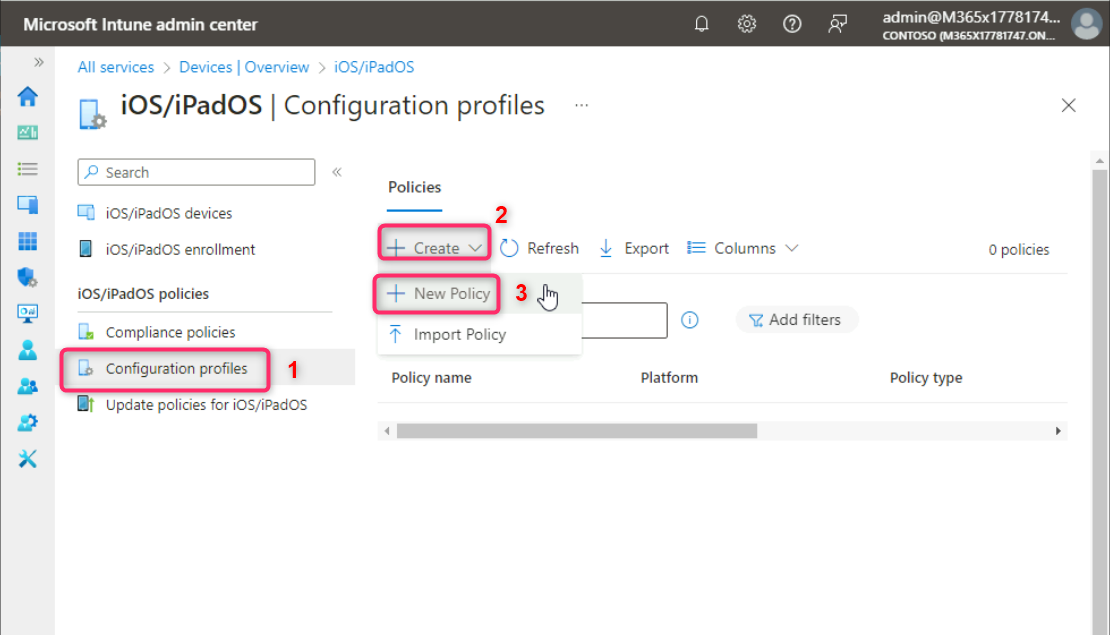 Microsoft Intune admin center
admin@M365x1778174...
CONTOSO (M365X17781747.ON...
All services > Devices | Overview > iOS/iPadOS
iOS/iPadOS | Configuration profiles ...
Search
iOS/iPadOS devices
iOS/iPadOS enrollment
iOS/iPadOS policies
Compliance policies
Configuration profiles 1
Update policies for iOS/iPadOS
Policies
2
Create Refresh Export Columns 0 policies
New Policy 3
Add filters
Import Policy
Policy name Platform Policy type